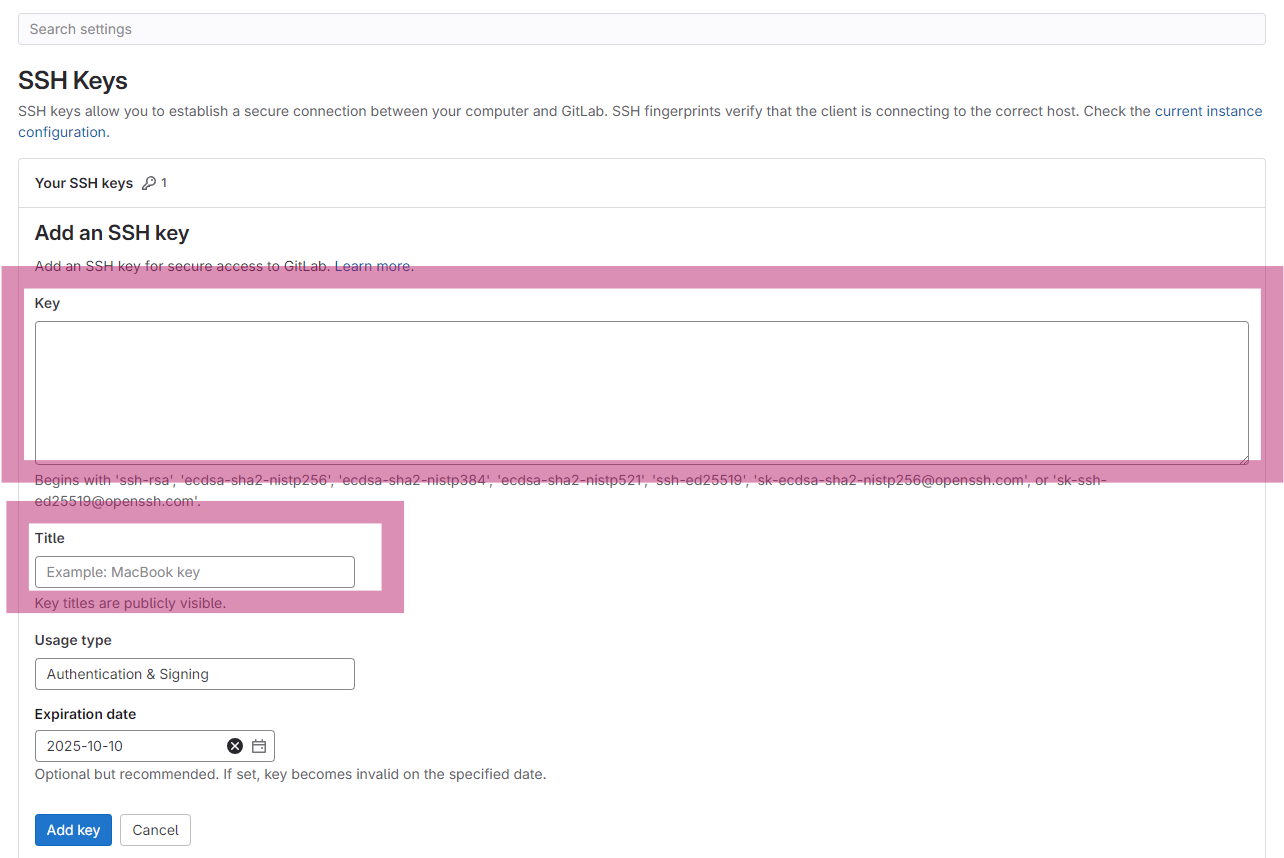 Search settings
SSH Keys
SSH keys allow you to establish a secure connection between your computer and GitLab. SSH fingerprints verify that the client is connecting to the correct host. Check the current instance
configuration.
Your SSH keys 1
Add an SSH key
Add an SSH key for secure access to GitLab. Learn more.
Key
Begins with 'ssh-rsa', 'ecdsa-sha2-nistp256', 'ecdsa-sha2-nistp384', 'ecdsa-sha2-nistp521', 'ssh-ed25519', 'sk-ecdsa-sha2-nistp256@openssh.com', or 'sk-ssh-
ed25519@openssh.com'.
Title
Example: MacBook key
Key titles are publicly visible.
Usage type
Authentication & Signing
Expiration date
2025-10-10
Optional but recommended. If set, key becomes invalid on the specified date.
Add key Cancel